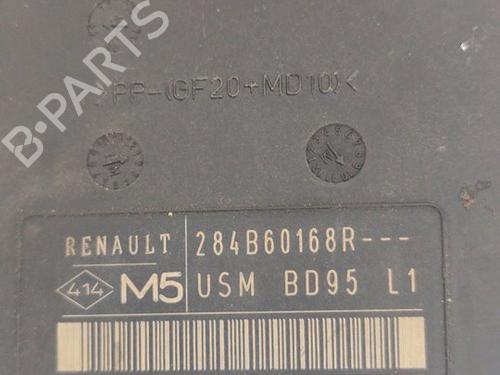 B-PARTS
>PP-(GF20+MD10)<
RENAULT 284B60168R---
414 M5 USM BD95 L1